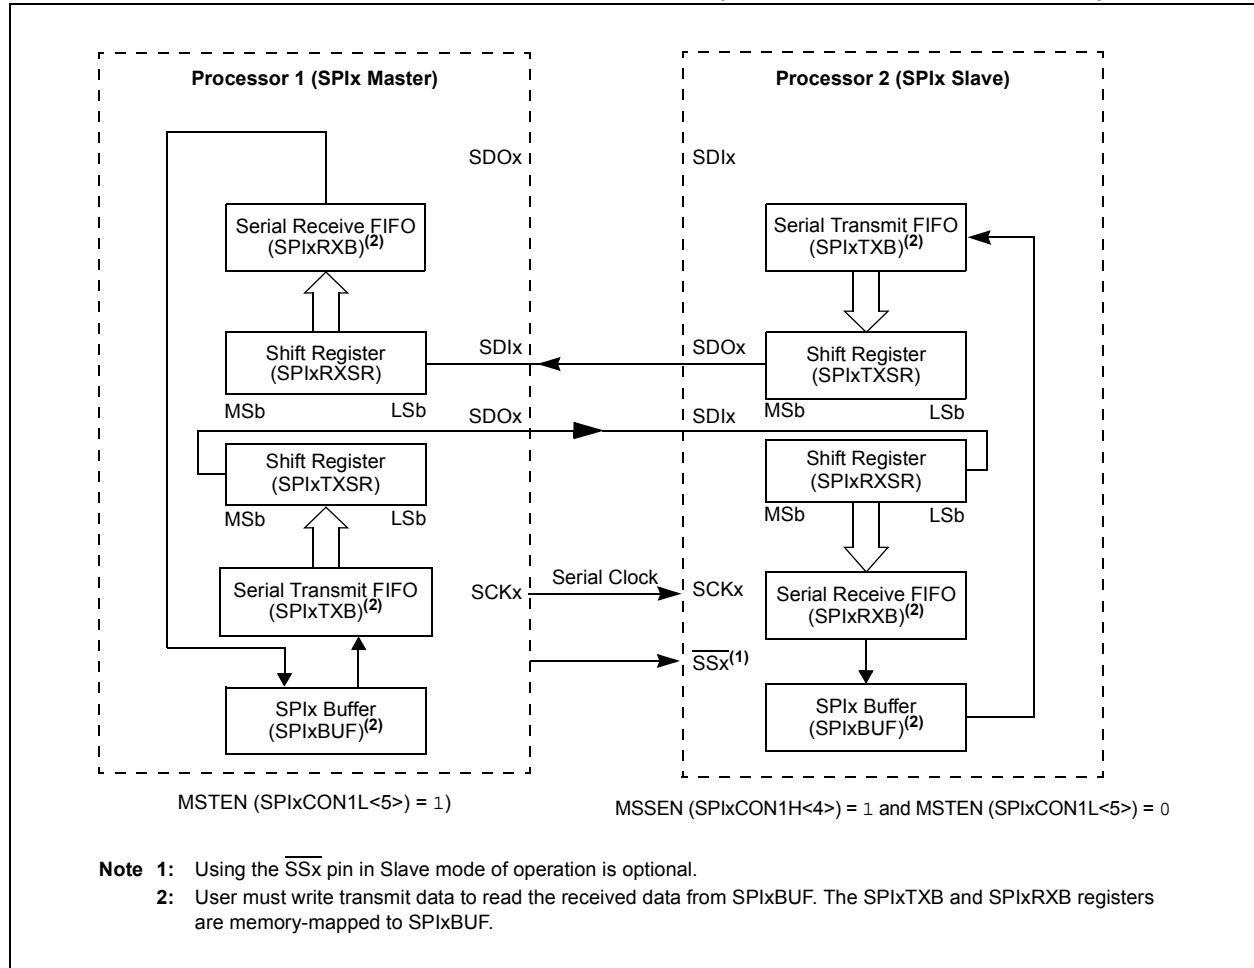 Processor 1 (SPIx Master)
Processor 2 (SPIx Slave)
SDOx
SDIx
Serial Receive FIFO
(SPIxRXB)(2)
Serial Transmit FIFO
(SPIxTXB)(2)
Shift Register
(SPIxRXSR)
SDIx
SDOx
Shift Register
(SPIxTXSR)
MSb
LSb
MSb
LSb
SDOx
SDIx
Shift Register
(SPIxTXSR)
Shift Register
(SPIxRXSR)
MSb
LSb
MSb
LSb
Serial Transmit FIFO
(SPIxTXB)(2)
SCKx
Serial Clock
SCKx
Serial Receive FIFO
(SPIxRXB)(2)
SSx(1)
SPIx Buffer
(SPIxBUF)(2)
SPIx Buffer
(SPIxBUF)(2)
MSTEN (SPIxCON1L<5>) = 1)
MSSEN (SPIxCON1H<4>) = 1 and MSTEN (SPIxCON1L<5>) = 0
Note 1: Using the SSx pin in Slave mode of operation is optional.
2: User must write transmit data to read the received data from SPIxBUF. The SPIxTXB and SPIxRXB registers
are memory-mapped to SPIxBUF.